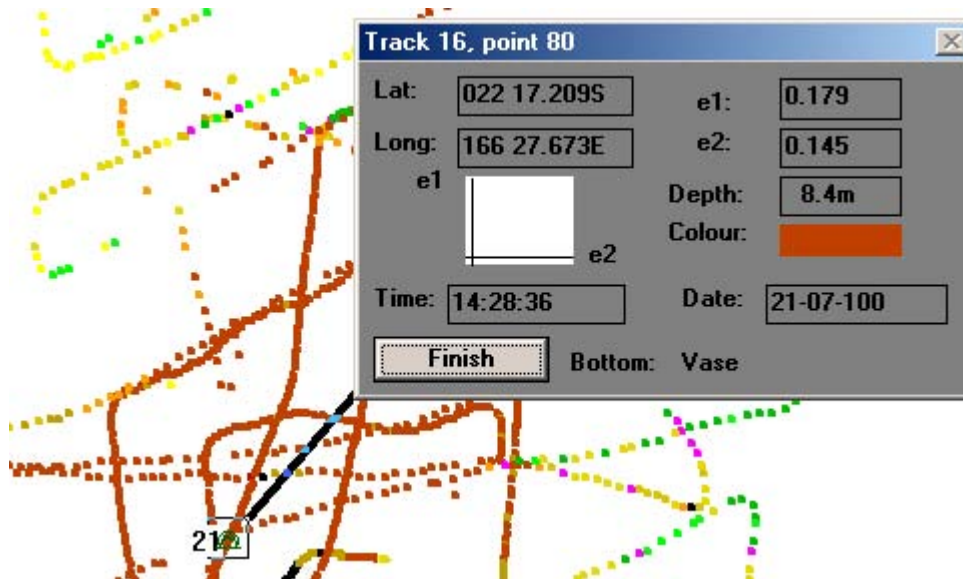 Track 16, point 80
Lat: 022 17.209S e1: 0.179
Long: 166 27.673E e2: 0.145
e1 Depth: 8.4m
e2 Colour:
Time: 14:28:36 Date: 21-07-100
Finish Bottom: Vase
21